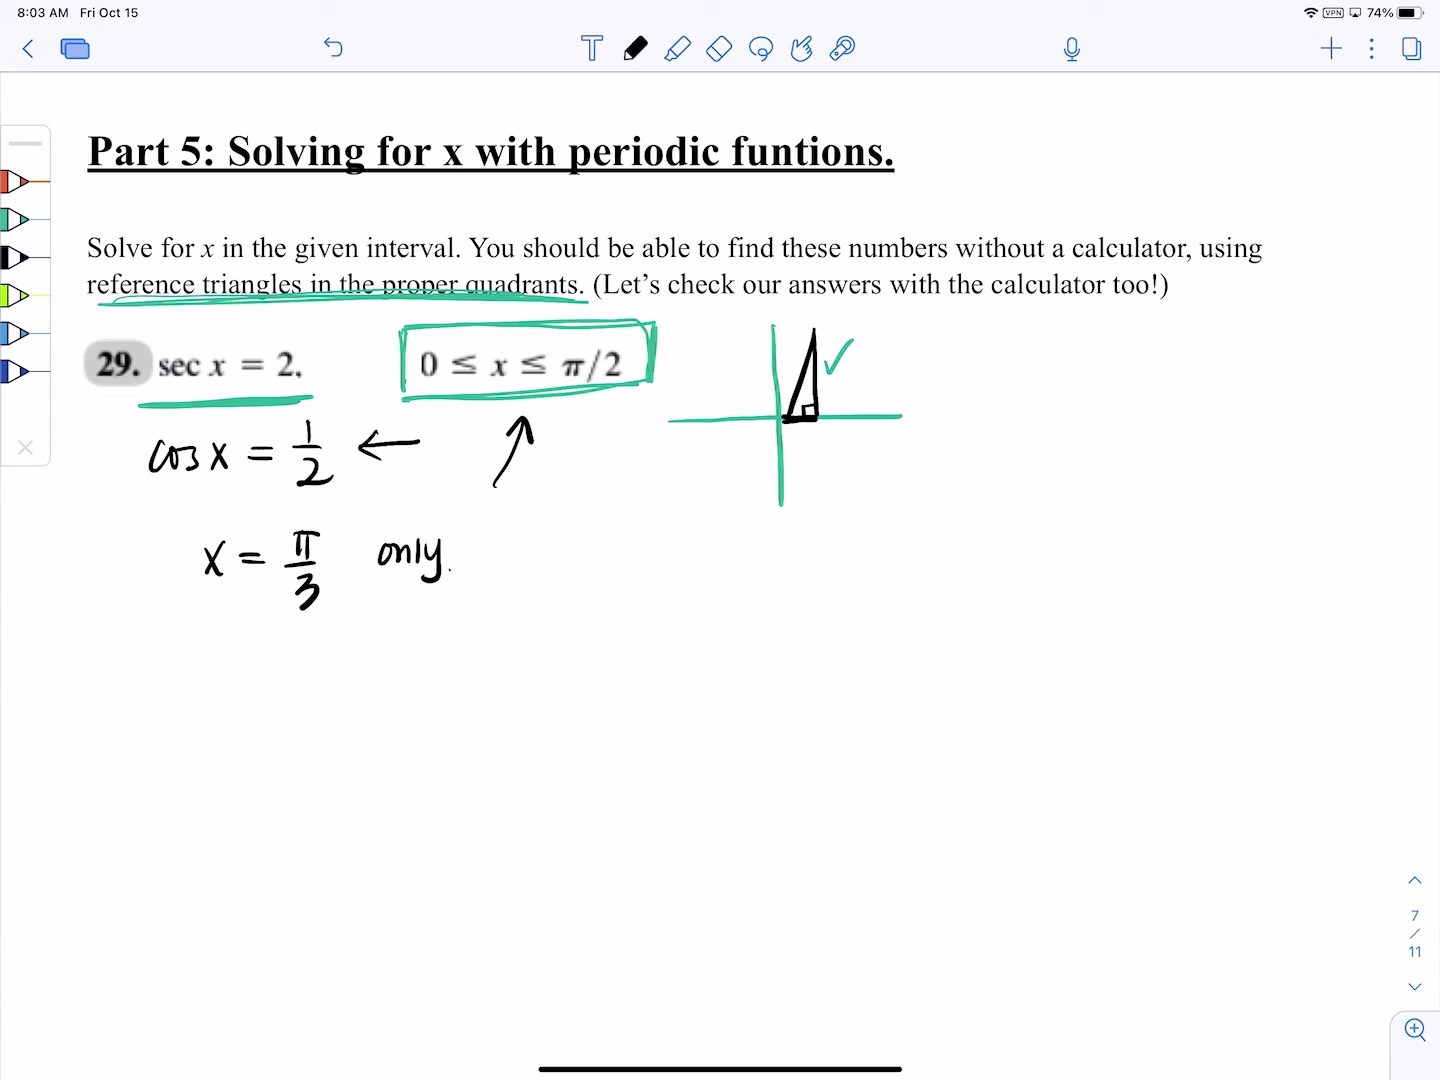 8:03 AM Fri Oct 15
VPN 74%
T
Part 5: Solving for x with periodic funtions.
Solve for x in the given interval. You should be able to find these numbers without a calculator, using
reference triangles in the proper quadrants. (Let's check our answers with the calculator too!)
29. sec x = 2, 0 ≤ x ≤ π/2
cos x = 1/2 ←
x = π/3 only.
7
/
11